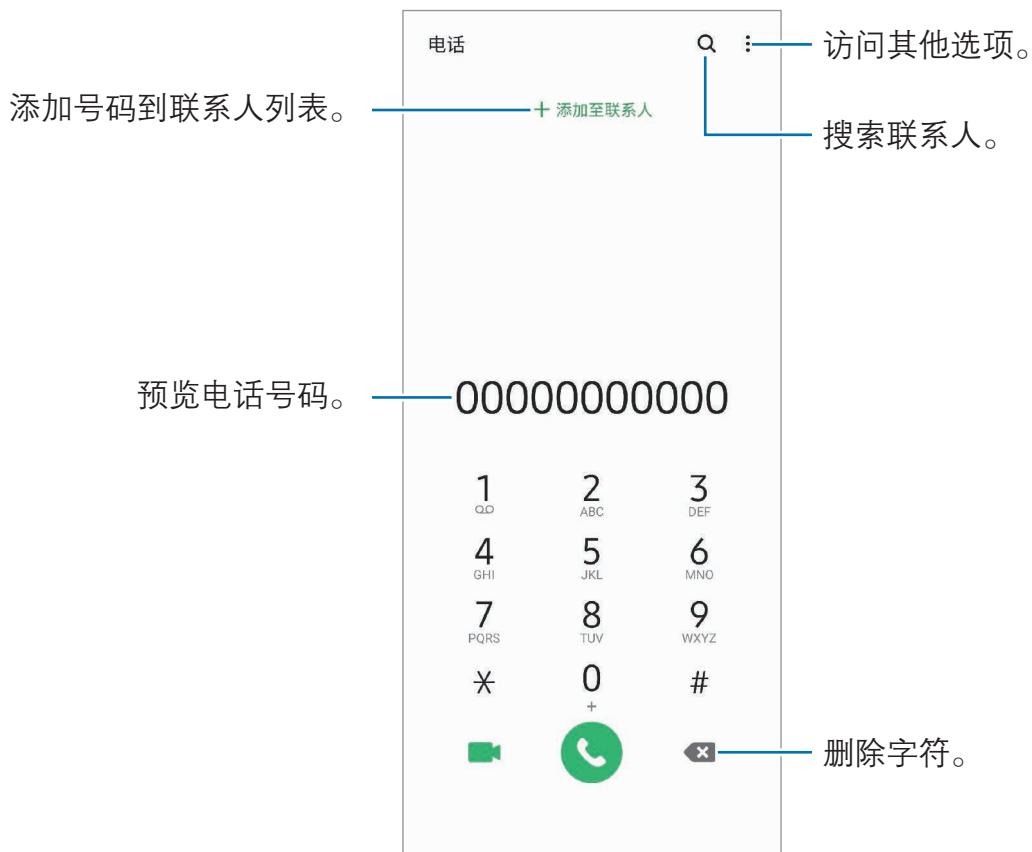 电话
访问其他选项。
添加号码到联系人列表。
+ 添加至联系人
搜索联系人。
预览电话号码。
00000000000
1 2 3
ABC DEF
4 5 6
GHI JKL MNO
7 8 9
PQRS TUV WXYZ
* 0 #
+
删除字符。